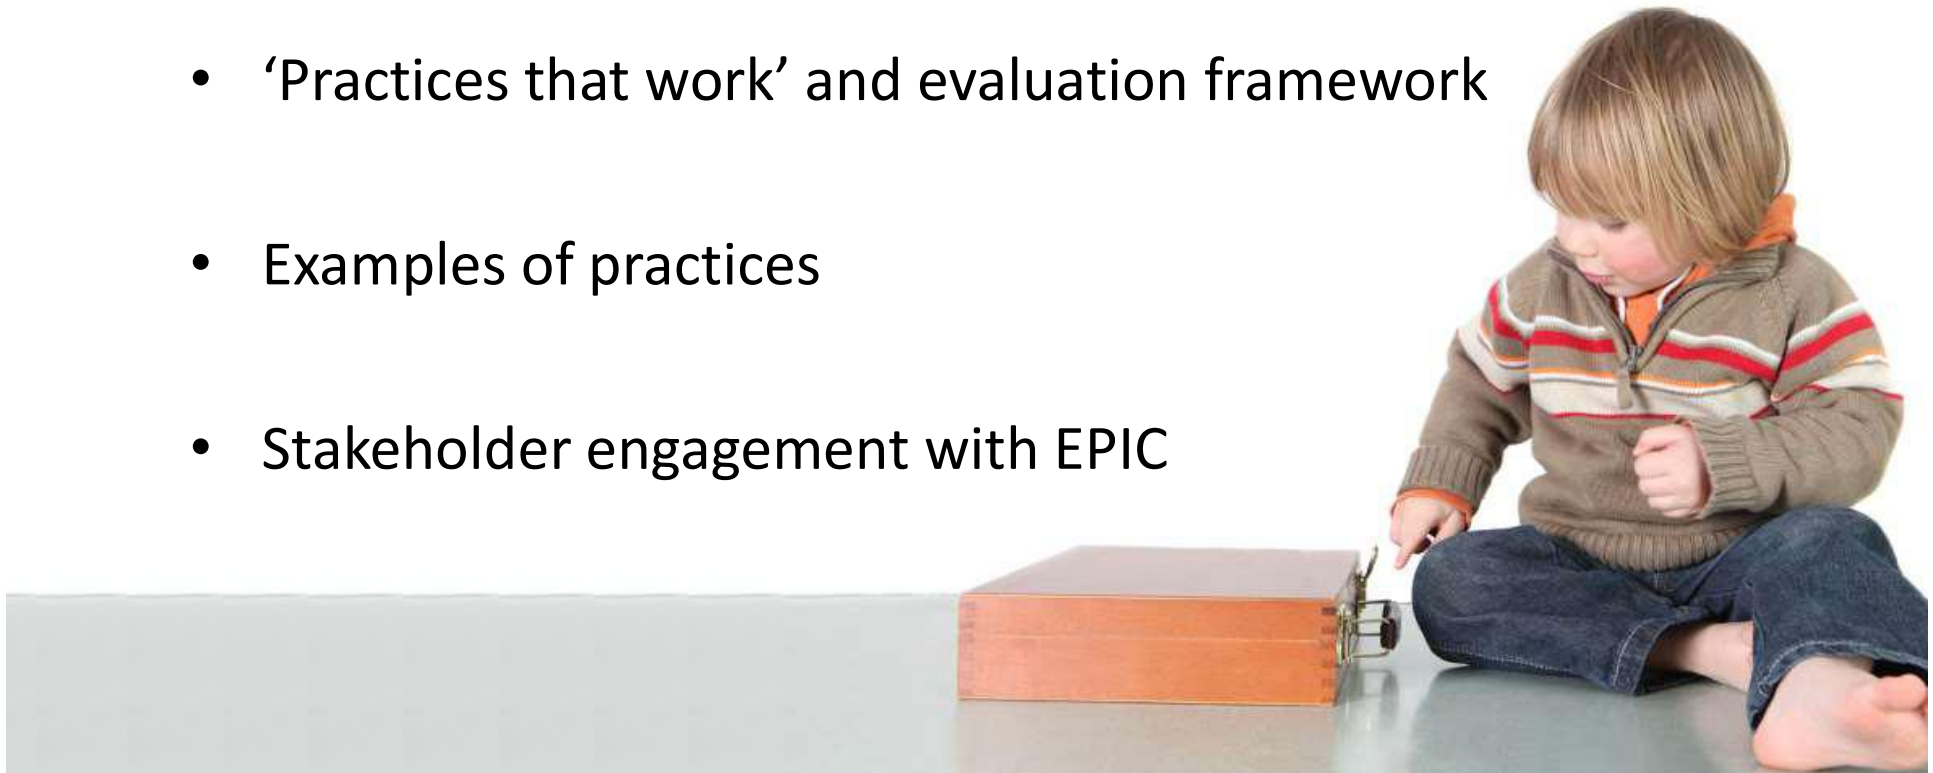 • ‘Practices that work’ and evaluation framework
• Examples of practices
• Stakeholder engagement with EPIC